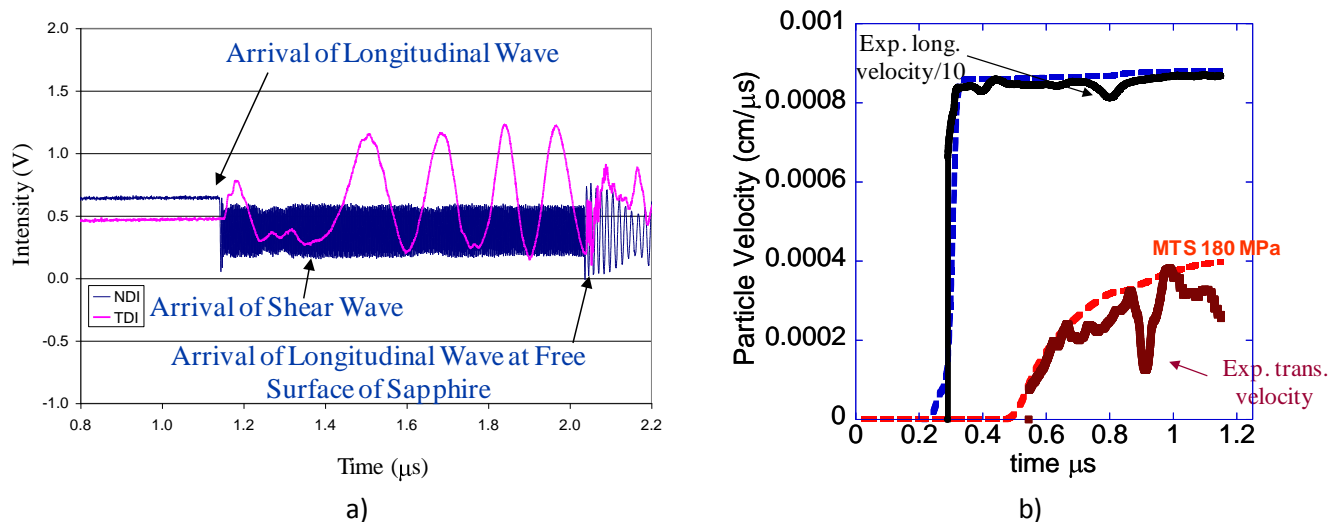 2.0
Arrival of Longitudinal Wave
1.5
1.0
0.5
0.0
-0.5
-1.0
Intensity (V)
NDI
TDI
Arrival of Shear Wave
Arrival of Longitudinal Wave at Free
Surface of Sapphire
0.8 1.0 1.2 1.4 1.6 1.8 2.0 2.2
Time (μs)
a)
0.001
0.0008
0.0006
0.0004
0.0002
0
Particle Velocity (cm/μs)
Exp. long.
velocity/10
MTS 180 MPa
Exp. trans.
velocity
0 0.2 0.4 0.6 0.8 1 1.2
time μs
b)